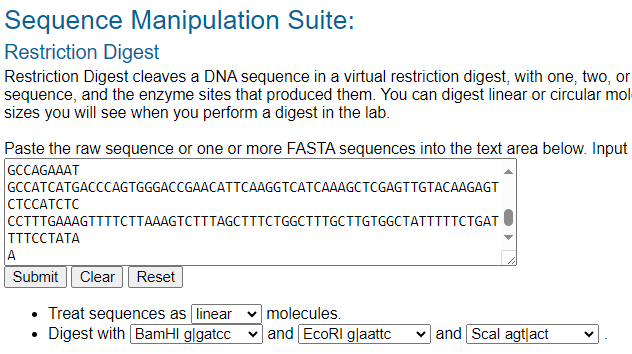 Sequence Manipulation Suite:
Restriction Digest
Restriction Digest cleaves a DNA sequence in a virtual restriction digest, with one, two, or
sequence, and the enzyme sites that produced them. You can digest linear or circular mol
sizes you will see when you perform a digest in the lab.
Paste the raw sequence or one or more FASTA sequences into the text area below. Input
GCCAGAAAT
GCCATCATGACCCAGTGGGACCGAACATTCAAGGTCATCAAAGCTCGAGTTGTACAAGAGT
CTCCATCTC
CCTTTGAAAGTTTTCTTAAAGTCTTTAGCTTTCTGGCTTTGCTTGTGGCTATTTTTCTGAT
TTTCCTATA
A
Submit Clear Reset
• Treat sequences as linear molecules.
• Digest with BamHI g|gatcc and EcoRI g|aattc and ScaI agt|act .